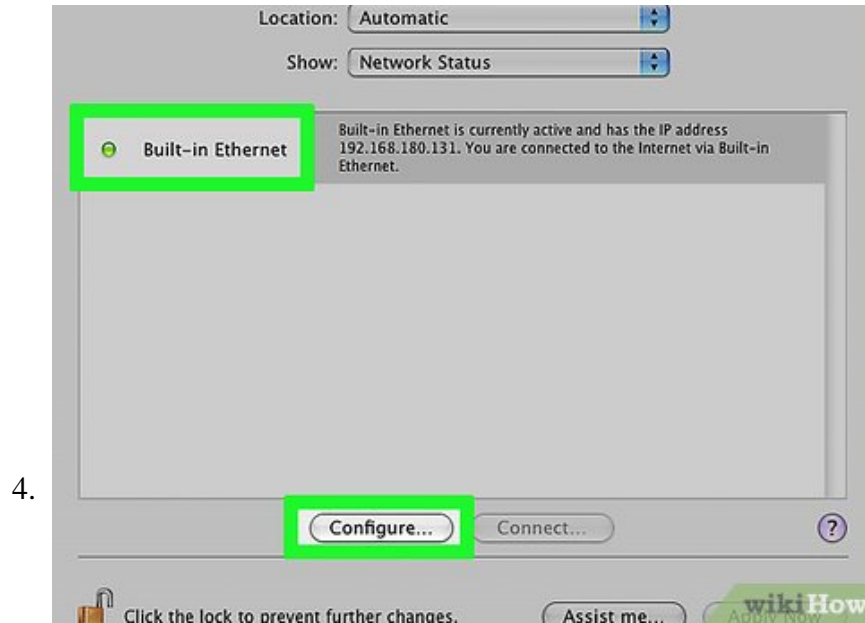 Location: Automatic
Show: Network Status
Built-in Ethernet
Built-in Ethernet is currently active and has the IP address
192.168.180.131. You are connected to the Internet via Built-in
Ethernet.
4.
Configure... Connect... ?
Click the lock to prevent further changes. Assist me... Apply Now
wikiHow